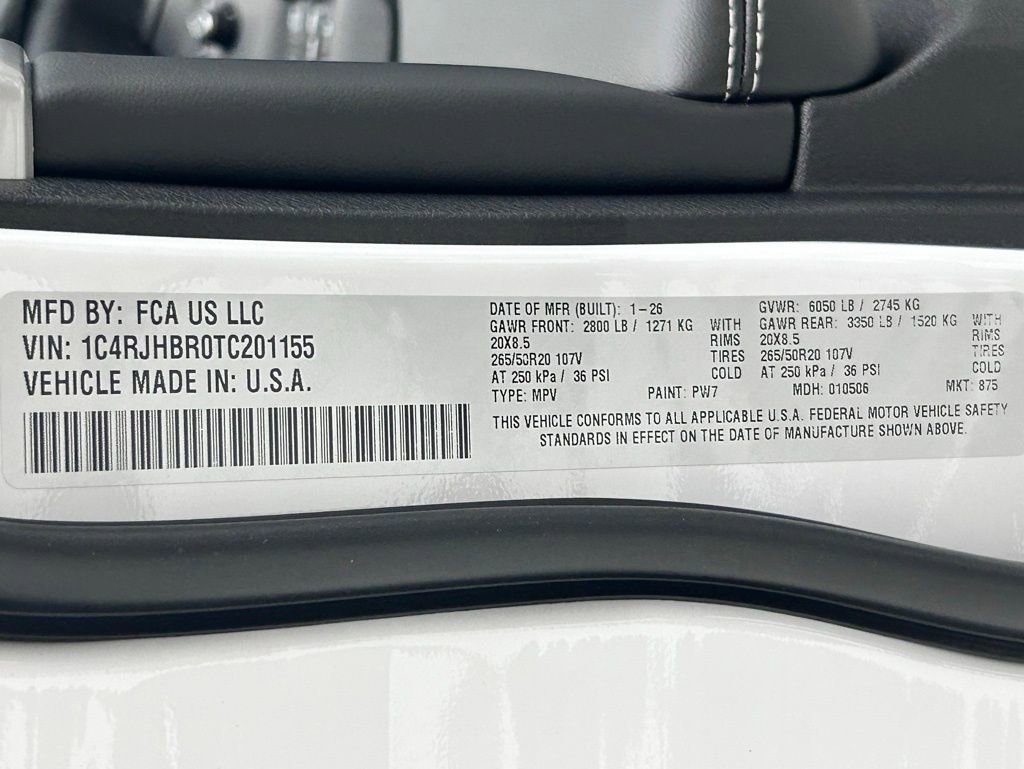 MFD BY: FCA US LLC
VIN: 1C4RJHBR0TC201155
VEHICLE MADE IN: U.S.A.
DATE OF MFR (BUILT): 1-26
GAWR FRONT: 2800 LB / 1271 KG WITH
20X8.5 RIMS
265/50R20 107V TIRES
AT 250 kPa / 36 PSI COLD
TYPE: MPV PAINT: PW7
GVWR: 6050 LB / 2745 KG
GAWR REAR: 3350 LB / 1520 KG WITH
20X8.5 RIMS
265/50R20 107V TIRES
AT 250 kPa / 36 PSI COLD
MDH: 010506 MKT: 875
THIS VEHICLE CONFORMS TO ALL APPLICABLE U.S.A. FEDERAL MOTOR VEHICLE SAFETY
STANDARDS IN EFFECT ON THE DATE OF MANUFACTURE SHOWN ABOVE.